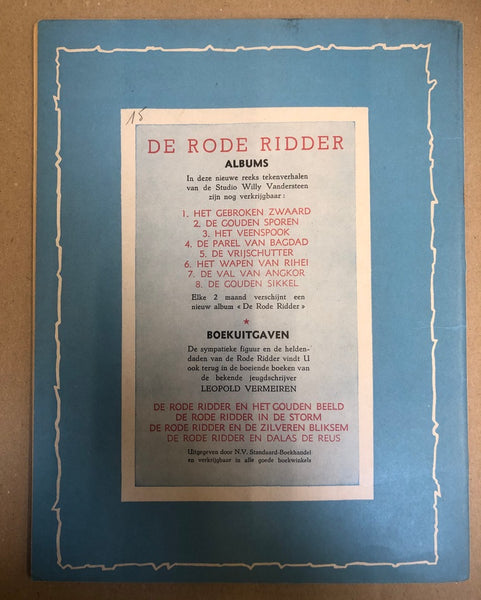 15
DE RODE RIDDER
ALBUMS
In deze nieuwe reeks tekenverhalen
van de Studio Willy Vandersteen
zijn nog verkrijgbaar :
1. HET GEBROKEN ZWAARD
2. DE GOUDEN SPOREN
3. HET VEENSPOOK
4. DE PAREL VAN BAGDAD
5. DE VRIJSCHUTTER
6. HET WAPEN VAN RIHEI
7. DE VAL VAN ANGKOR
8. DE GOUDEN SIKKEL
Elke 2 maand verschijnt een
nieuw album « De Rode Ridder »
★
BOEKUITGAVEN
De sympatieke figuur en de helden-
daden van de Rode Ridder vindt U
ook terug in de boeiende boeken van
de bekende jeugdschrijver
LEOPOLD VERMEIREN
DE RODE RIDDER EN HET GOUDEN BEELD
DE RODE RIDDER IN DE STORM
DE RODE RIDDER EN DE ZILVEREN BLIKSEM
DE RODE RIDDER EN DALAS DE REUS
Uitgegeven door N.V. Standaard-Boekhandel
en verkrijgbaar in alle goede boekwinkels